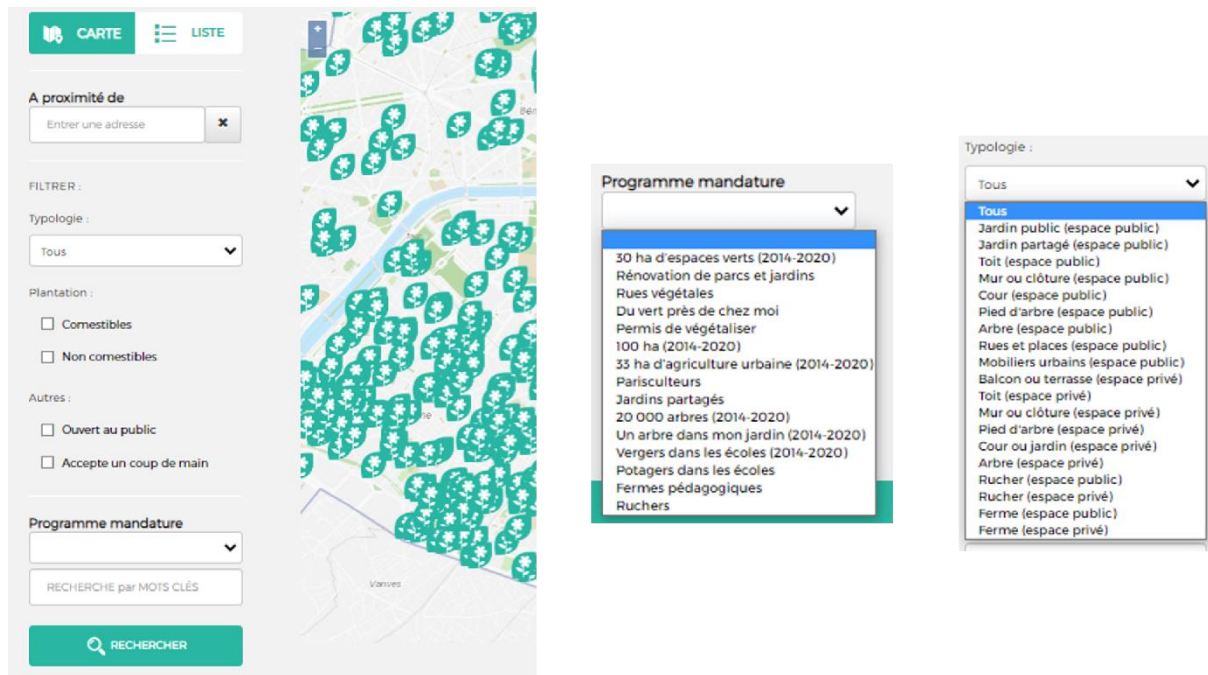 CARTE
LISTE
A proximité de
Entrer une adresse
FILTRER :
Typologie :
Tous
Plantation :
Comestibles
Non comestibles
Autres :
Ouvert au public
Accepte un coup de main
Programme mandature
RECHERCHE par MOTS CLÉS
RECHERCHER
Vanves
Programme mandature
30 ha d'espaces verts (2014-2020)
Rénovation de parcs et jardins
Rues végétales
Du vert près de chez moi
Permis de végétaliser
100 ha (2014-2020)
33 ha d'agriculture urbaine (2014-2020)
Parisculteurs
Jardins partagés
20 000 arbres (2014-2020)
Un arbre dans mon jardin (2014-2020)
Vergers dans les écoles (2014-2020)
Potagers dans les écoles
Fermes pédagogiques
Ruchers
Typologie :
Tous
Tous
Jardin public (espace public)
Jardin partagé (espace public)
Toit (espace public)
Mur ou clôture (espace public)
Cour (espace public)
Pied d'arbre (espace public)
Arbre (espace public)
Rues et places (espace public)
Mobiliers urbains (espace public)
Balcon ou terrasse (espace privé)
Toit (espace privé)
Mur ou clôture (espace privé)
Pied d'arbre (espace privé)
Cour ou jardin (espace privé)
Arbre (espace privé)
Rucher (espace public)
Rucher (espace privé)
Ferme (espace public)
Ferme (espace privé)